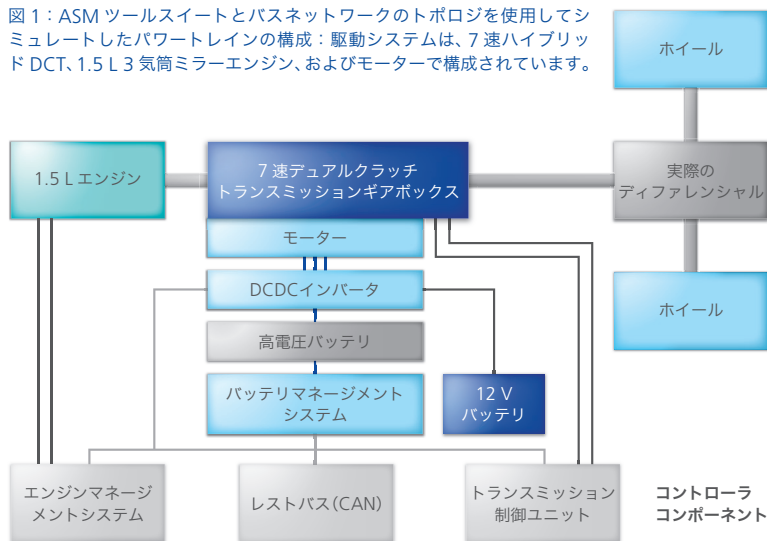 図 1：ASM ツールスイートとバスネットワークのトポロジを使用してシ
ミュレートしたパワートレインの構成：駆動システムは、7 速ハイブリッ
ド DCT、1.5 L 3 気筒ミラーエンジン、およびモーターで構成されています。
ホイール
1.5 L エンジン
7 速デュアルクラッチ
トランスミッションギアボックス
実際の
ディファレンシャル
モーター
DCDCインバータ
ホイール
高電圧バッテリ
バッテリマネージメント
システム
12 V
バッテリ
エンジンマネージ
メントシステム
レストバス（CAN）
トランスミッション
制御ユニット
コントローラ
コンポーネント